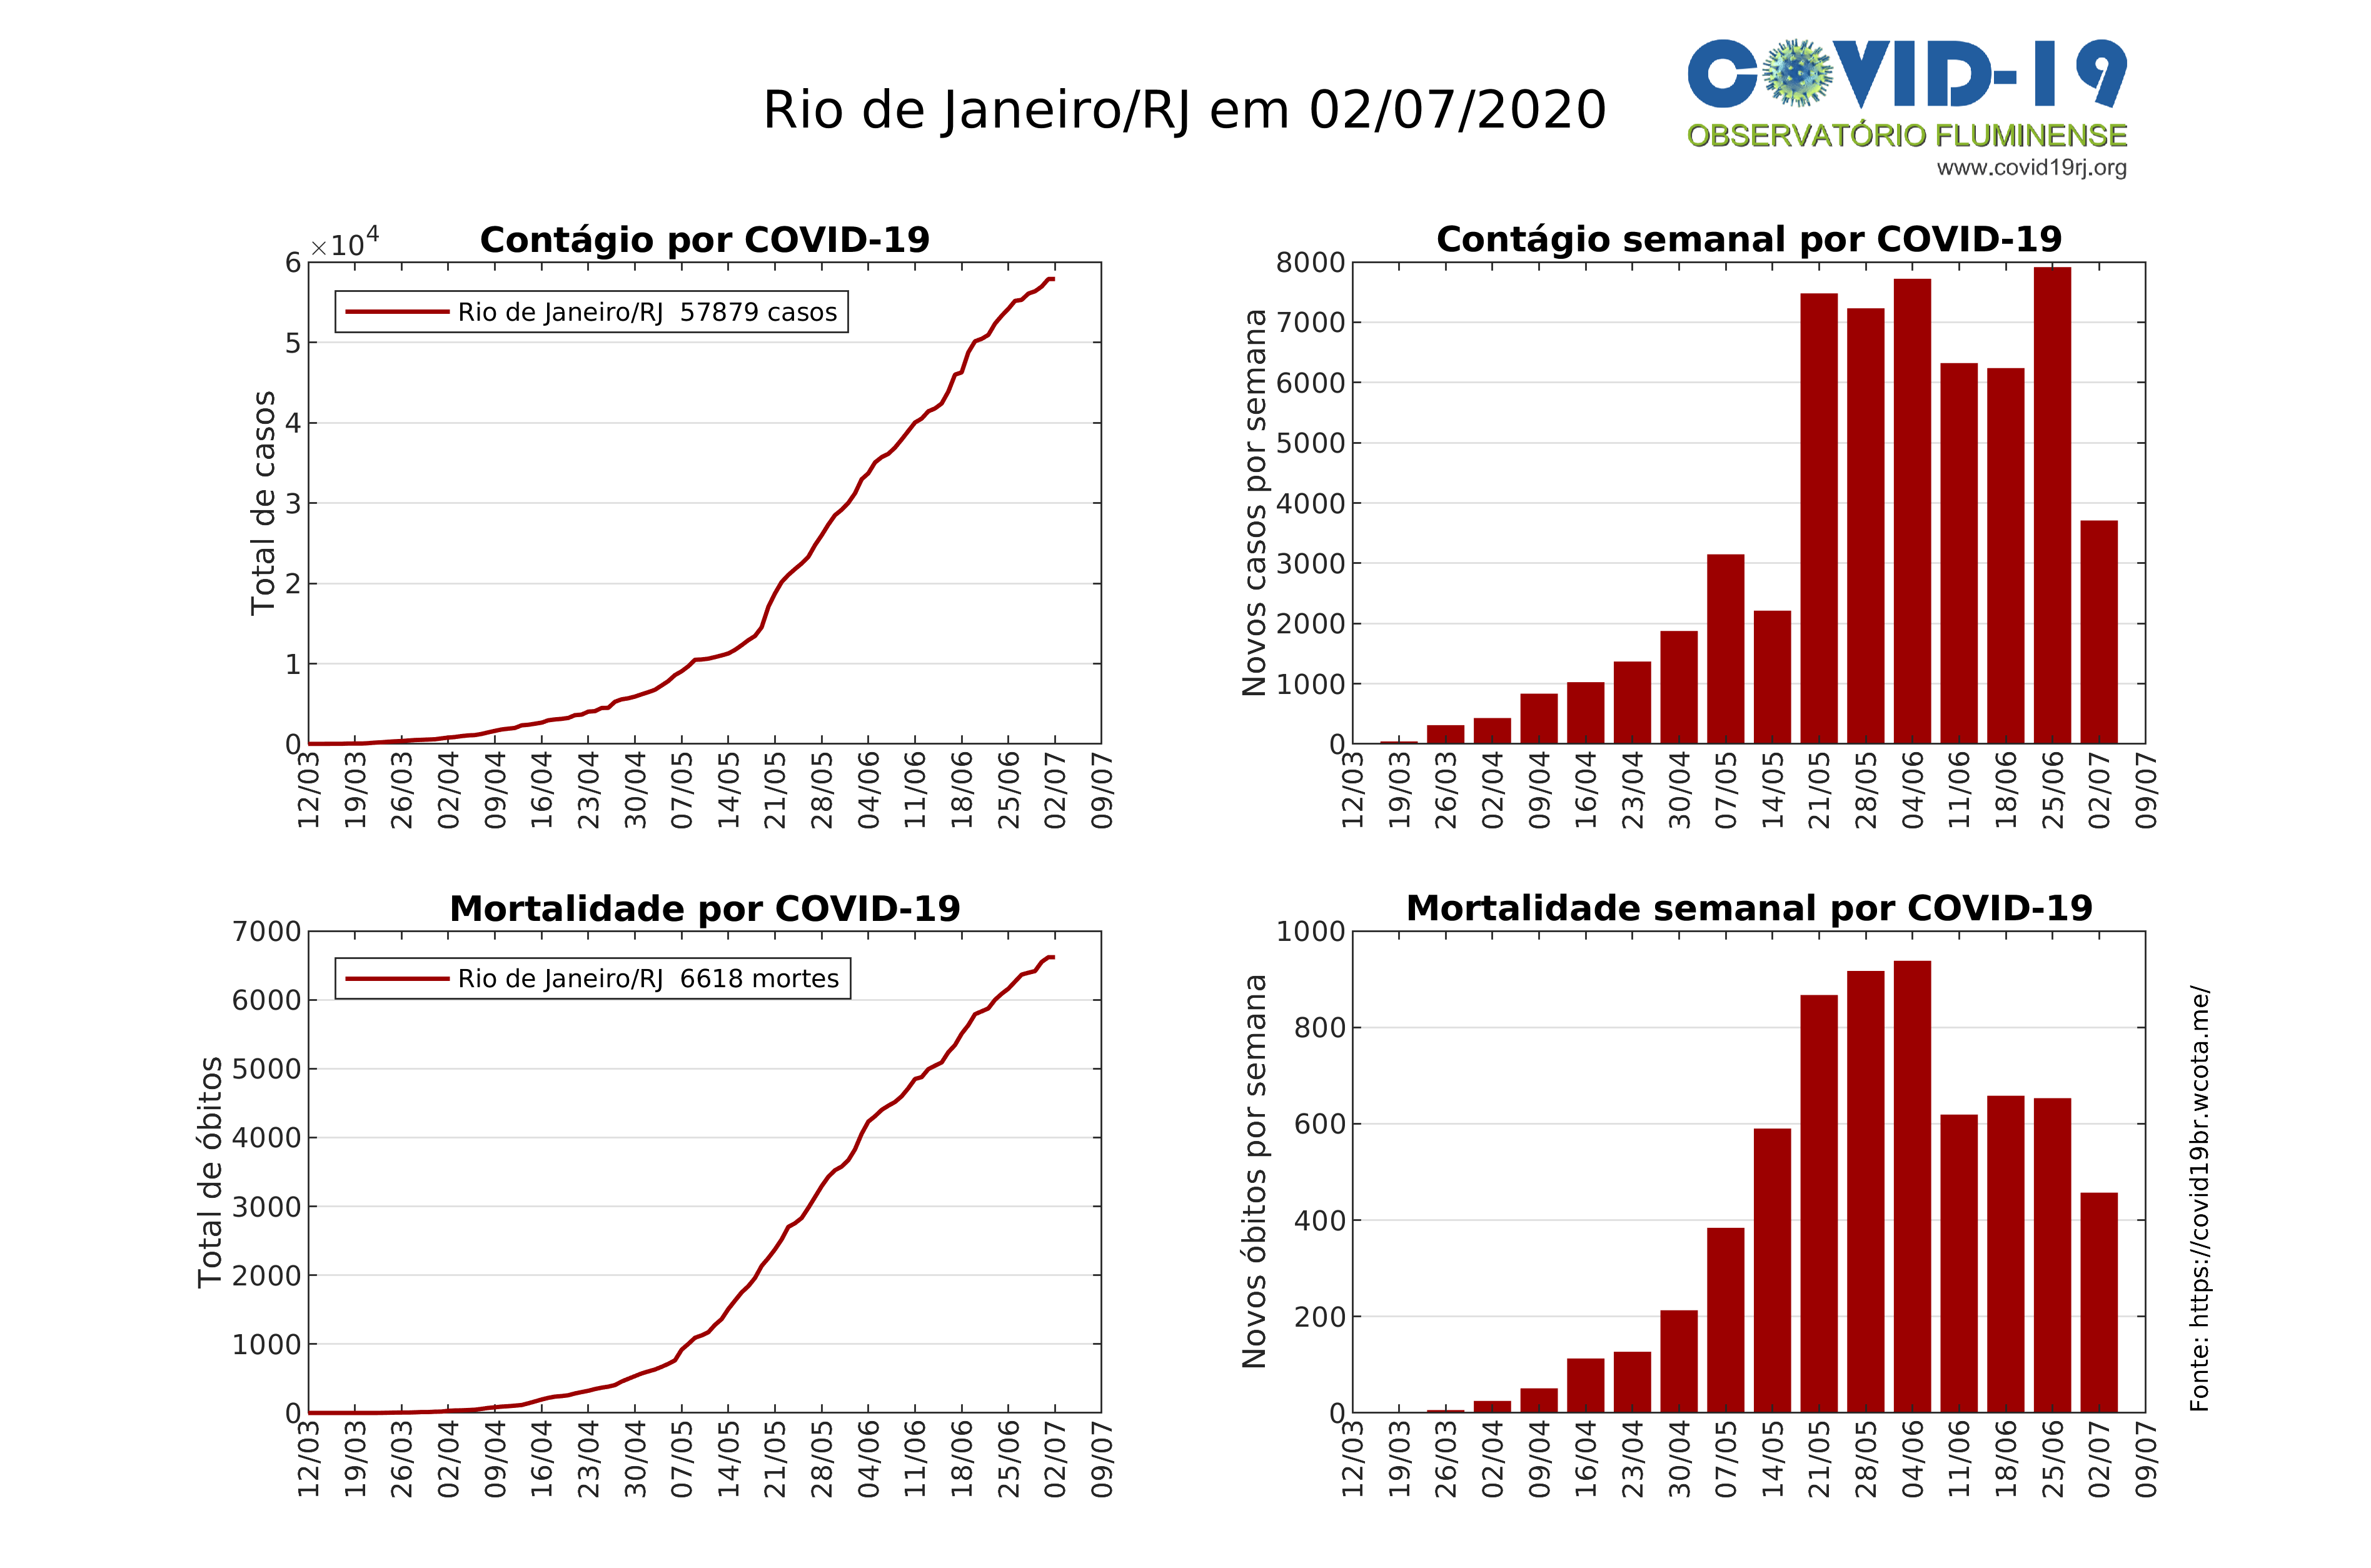 Rio de Janeiro/RJ em 02/07/2020
COVID-19
OBSERVATÓRIO FLUMINENSE
www.covid19rj.org
Contágio por COVID-19
×10^4
Total de casos
6
5
4
3
2
1
0
Rio de Janeiro/RJ 57879 casos
12/03 19/03 26/03 02/04 09/04 16/04 23/04 30/04 07/05 14/05 21/05 28/05 04/06 11/06 18/06 25/06 02/07 09/07
Contágio semanal por COVID-19
Novos casos por semana
8000
7000
6000
5000
4000
3000
2000
1000
0
12/03 19/03 26/03 02/04 09/04 16/04 23/04 30/04 07/05 14/05 21/05 28/05 04/06 11/06 18/06 25/06 02/07 09/07
Mortalidade por COVID-19
Total de óbitos
7000
6000
5000
4000
3000
2000
1000
0
Rio de Janeiro/RJ 6618 mortes
12/03 19/03 26/03 02/04 09/04 16/04 23/04 30/04 07/05 14/05 21/05 28/05 04/06 11/06 18/06 25/06 02/07 09/07
Mortalidade semanal por COVID-19
Novos óbitos por semana
1000
800
600
400
200
0
12/03 19/03 26/03 02/04 09/04 16/04 23/04 30/04 07/05 14/05 21/05 28/05 04/06 11/06 18/06 25/06 02/07 09/07
Fonte: https://covid19br.wcota.me/